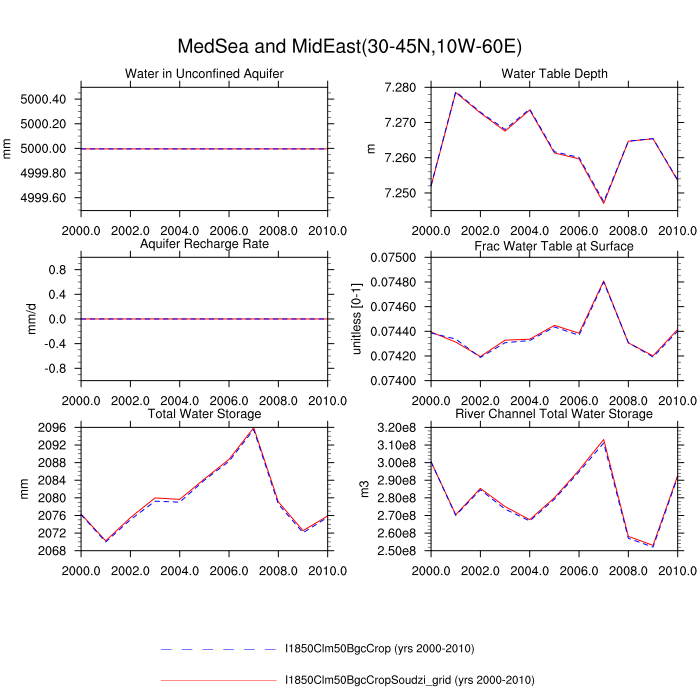 MedSea and MidEast(30-45N,10W-60E)
Water in Unconfined Aquifer
mm
5000.40
5000.20
5000.00
4999.80
4999.60
2000.0 2002.0 2004.0 2006.0 2008.0 2010.0
Water Table Depth
m
7.280
7.270
7.260
7.250
2000.0 2002.0 2004.0 2006.0 2008.0 2010.0
Aquifer Recharge Rate
mm/d
0.8
0.4
0.0
-0.4
-0.8
2000.0 2002.0 2004.0 2006.0 2008.0 2010.0
Frac Water Table at Surface
unitless [0-1]
0.07500
0.07480
0.07460
0.07440
0.07420
0.07400
2000.0 2002.0 2004.0 2006.0 2008.0 2010.0
Total Water Storage
mm
2096
2092
2088
2084
2080
2076
2072
2068
2000.0 2002.0 2004.0 2006.0 2008.0 2010.0
River Channel Total Water Storage
m3
3.20e8
3.10e8
3.00e8
2.90e8
2.80e8
2.70e8
2.60e8
2.50e8
2000.0 2002.0 2004.0 2006.0 2008.0 2010.0
I1850Clm50BgcCrop (yrs 2000-2010)
I1850Clm50BgcCropSoudzi_grid (yrs 2000-2010)